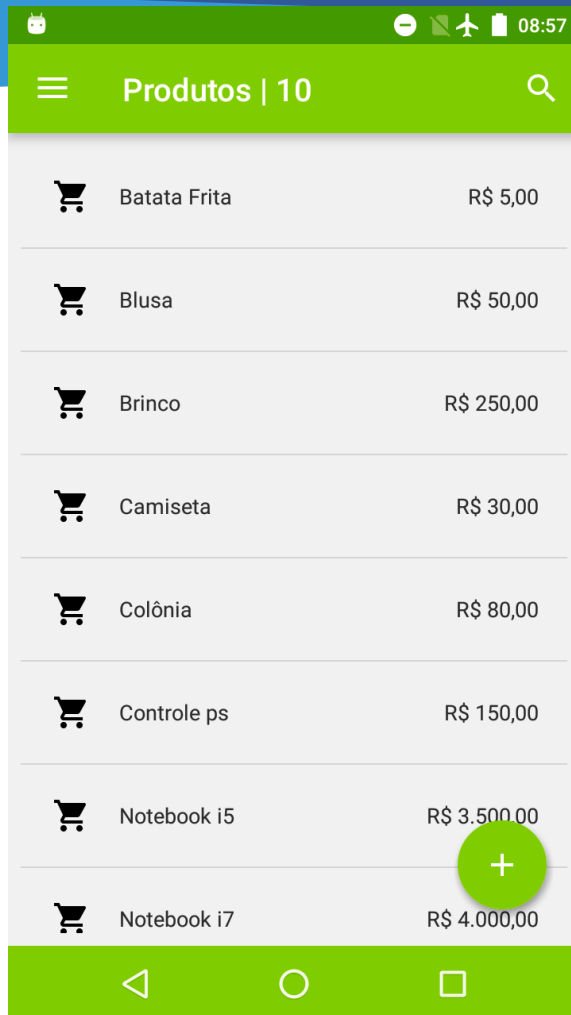 08:57
Produtos | 10
Batata Frita R$ 5,00
Blusa R$ 50,00
Brinco R$ 250,00
Camiseta R$ 30,00
Colônia R$ 80,00
Controle ps R$ 150,00
Notebook i5 R$ 3.500,00
+
Notebook i7 R$ 4.000,00